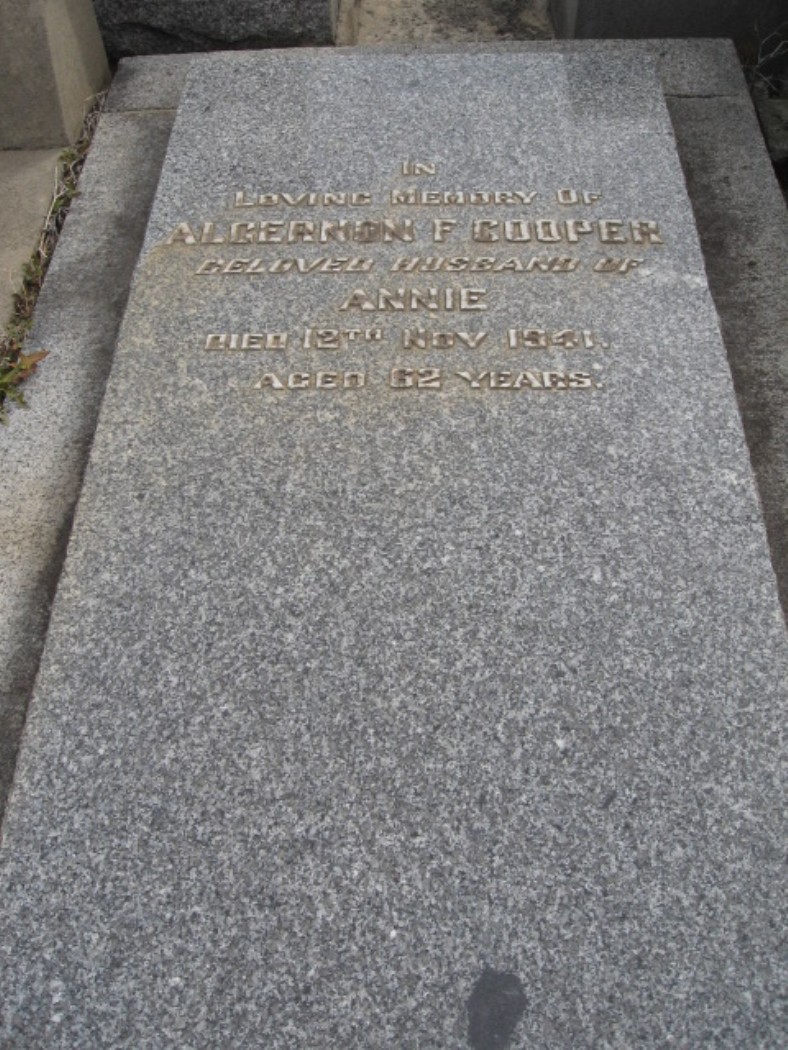 IN
LOVING MEMORY OF
ALGERNON F COOPER
BELOVED HUSBAND OF
ANNIE
DIED 12TH NOV 1941.
AGED 62 YEARS.